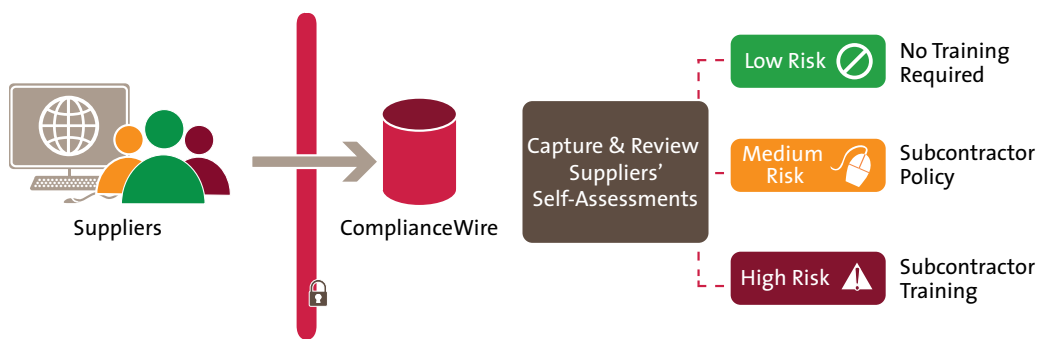 Suppliers
ComplianceWire
Capture & Review
Suppliers’
Self-Assessments
Low Risk
No Training
Required
Medium
Risk
Subcontractor
Policy
High Risk
Subcontractor
Training